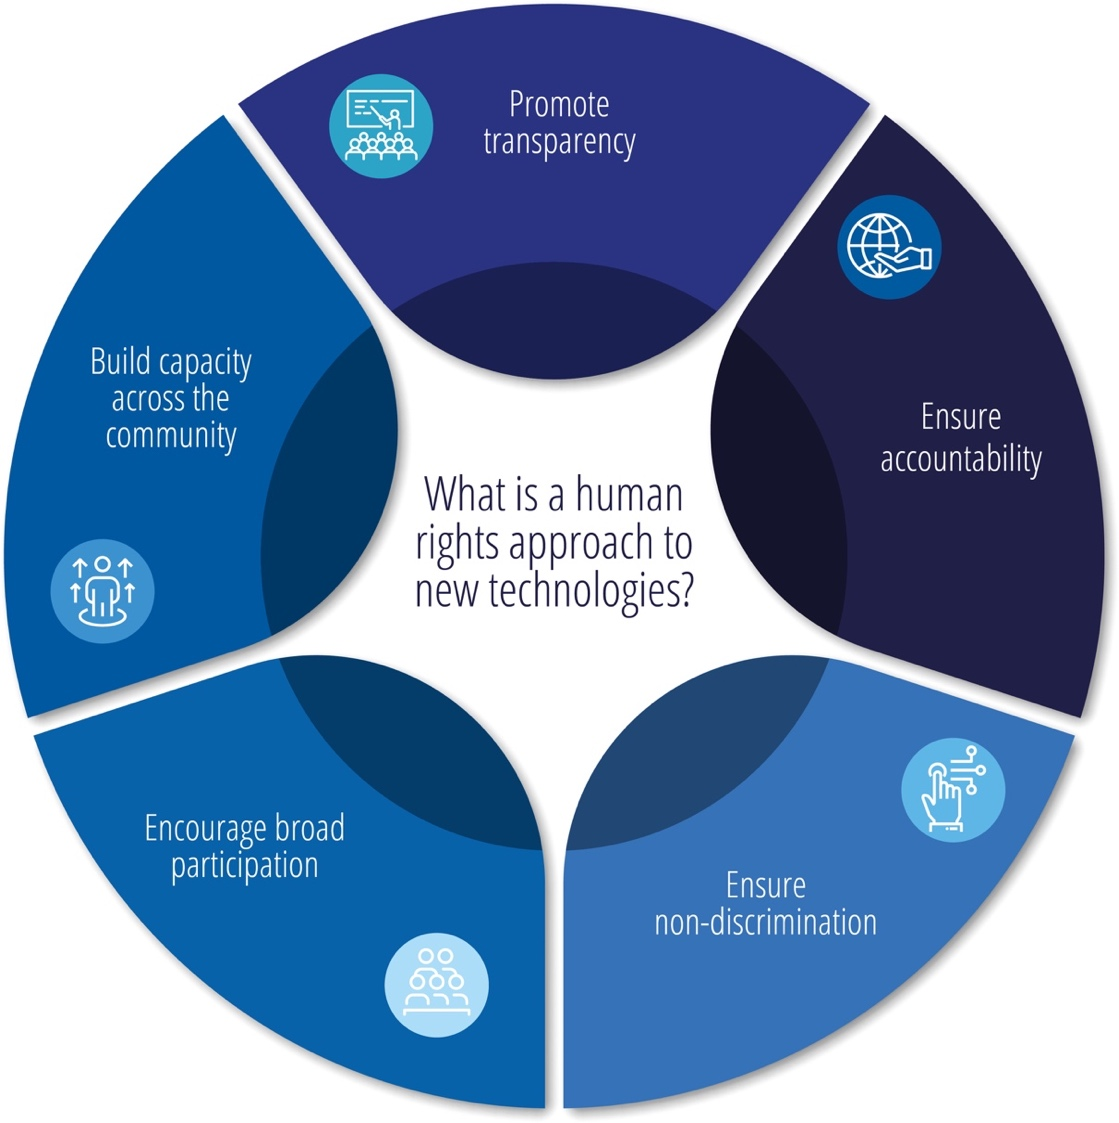 Promote
transparency
Ensure
accountability
Ensure
non-discrimination
Encourage broad
participation
Build capacity
across the
community
What is a human
rights approach to
new technologies?